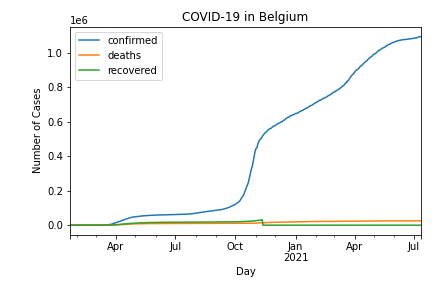 COVID-19 in Belgium
1e6
confirmed
deaths
recovered
Number of Cases
1.0
0.8
0.6
0.4
0.2
0.0
Apr
Jul
Oct
Jan
2021
Apr
Jul
Day